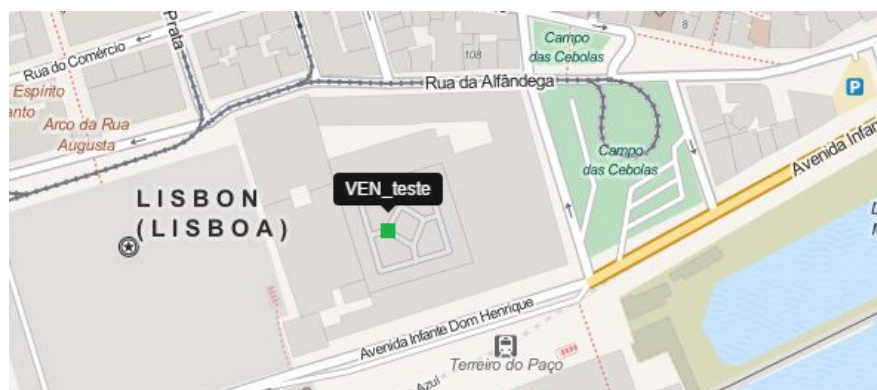 Prata
Rua do Comércio
108
8
Campo
das Cebolas
Rua da Alfândega
P
Espírito
anto
Arco da Rua
Augusta
Campo
das Cebolas
Avenida Infan
VEN_teste
LISBON
(LISBOA)
Avenida Infante Dom Henrique
Terreiro do Paço
Azul
D
M